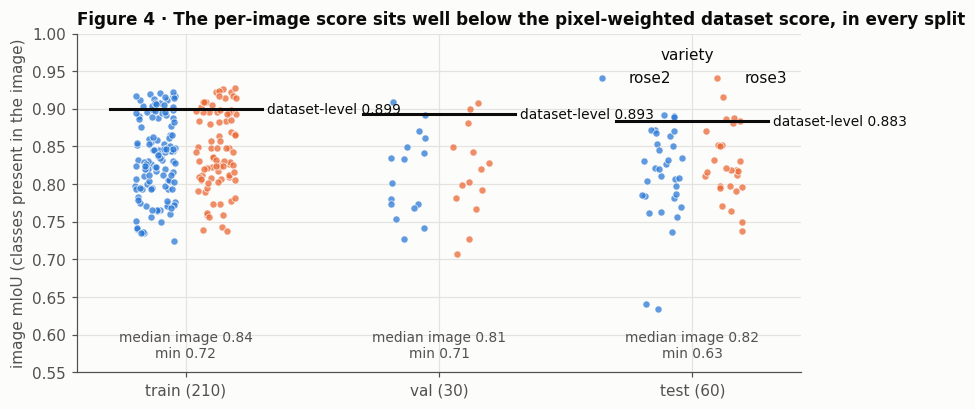 Figure 4 · The per-image score sits well below the pixel-weighted dataset score, in every split
image mIoU (classes present in the image)
1.00
0.95
0.90
0.85
0.80
0.75
0.70
0.65
0.60
0.55
variety
rose2
rose3
dataset-level 0.899
dataset-level 0.893
dataset-level 0.883
median image 0.84
min 0.72
median image 0.81
min 0.71
median image 0.82
min 0.63
train (210)
val (30)
test (60)